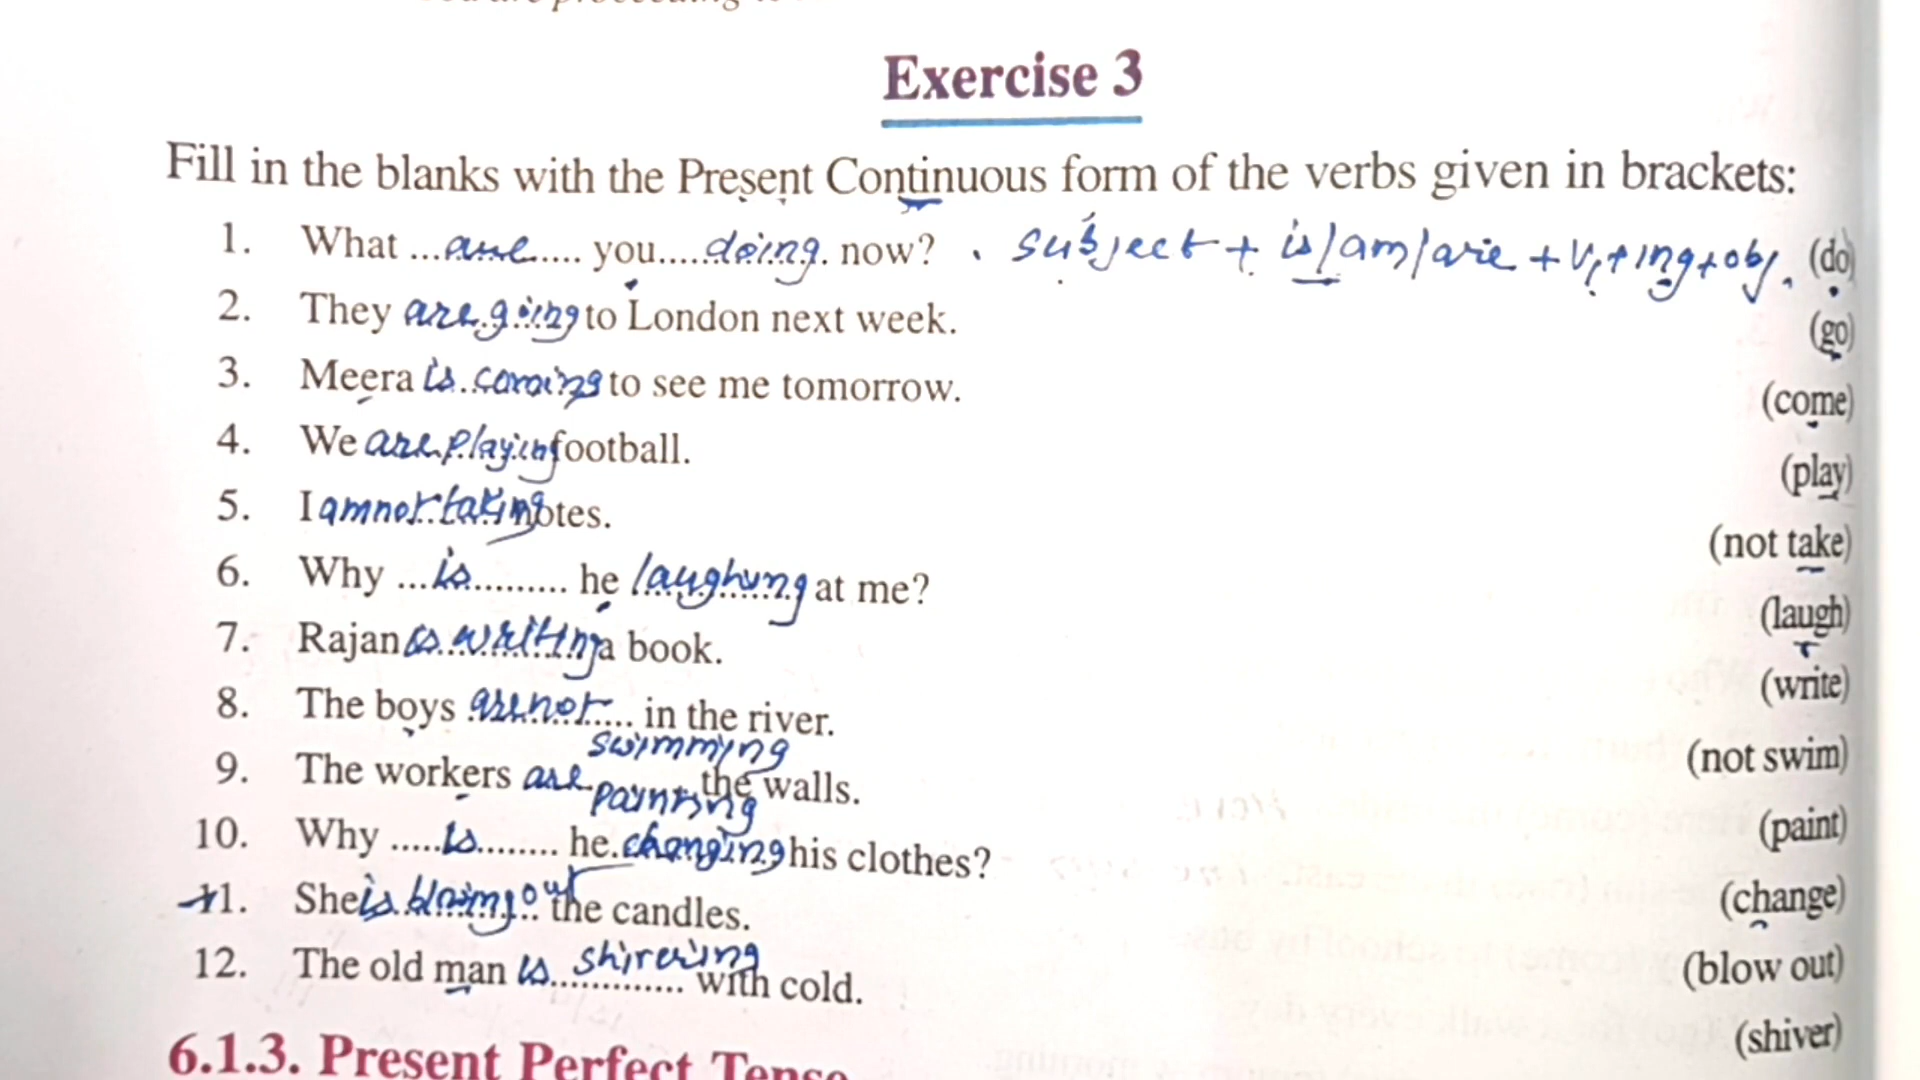 Exercise 3
Fill in the blanks with the Present Continuous form of the verbs given in brackets:
1. What ...are..... you....doing. now? . subject + is/am/are + V1+ing+obj. (do)
2. They are going to London next week. (go)
3. Meera is coming to see me tomorrow. (come)
4. We are playing football. (play)
5. I am not taking notes. (not take)
6. Why ...is.......... he laughing at me? (laugh)
7. Rajan is writing a book. (write)
8. The boys are not.... in the river. (not swim)
swimming
9. The workers are painting the walls. (paint)
10. Why .....is........ he.changing his clothes? (change)
11. She is out the candles. (blow out)
12. The old man is shirering with cold. (shiver)
6.1.3. Present Perfect Tense